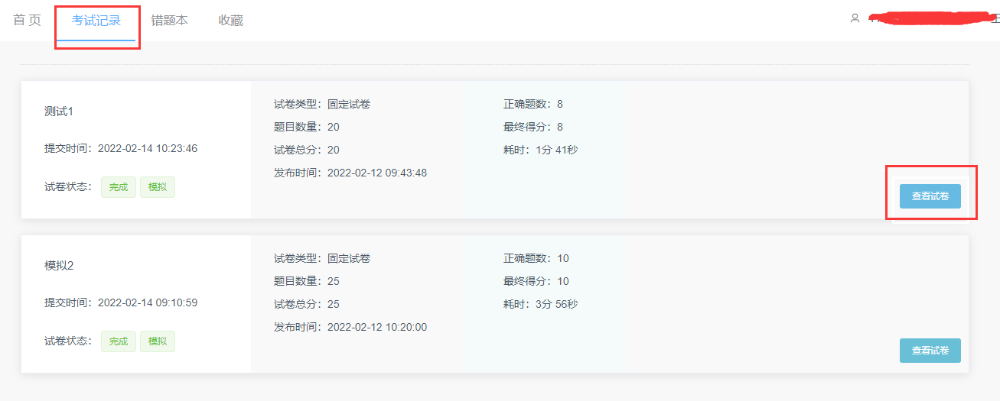 首 页 考试记录 错题本 收藏
测试1
提交时间：2022-02-14 10:23:46
试卷状态： 完成 模拟
试卷类型：固定试卷
题目数量：20
试卷总分：20
发布时间：2022-02-12 09:43:48
正确题数：8
最终得分：8
耗时：1分 41秒
查看试卷
模拟2
提交时间：2022-02-14 09:10:59
试卷状态： 完成 模拟
试卷类型：固定试卷
题目数量：25
试卷总分：25
发布时间：2022-02-12 10:20:00
正确题数：10
最终得分：10
耗时：3分 56秒
查看试卷